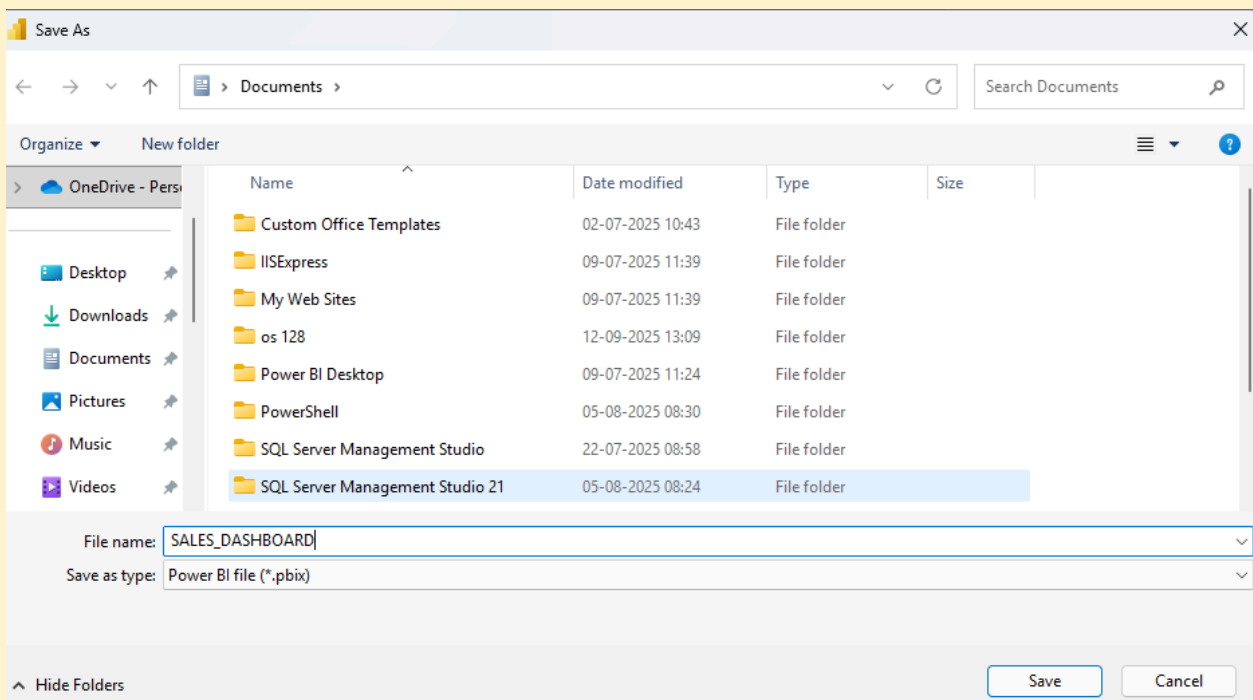 Save As
Documents
Search Documents
Organize New folder
OneDrive - Pers
Desktop
Downloads
Documents
Pictures
Music
Videos
Name Date modified Type Size
Custom Office Templates 02-07-2025 10:43 File folder
IISExpress 09-07-2025 11:39 File folder
My Web Sites 09-07-2025 11:39 File folder
os 128 12-09-2025 13:09 File folder
Power BI Desktop 09-07-2025 11:24 File folder
PowerShell 05-08-2025 08:30 File folder
SQL Server Management Studio 22-07-2025 08:58 File folder
SQL Server Management Studio 21 05-08-2025 08:24 File folder
File name: SALES_DASHBOARD
Save as type: Power BI file (*.pbix)
Hide Folders Save Cancel